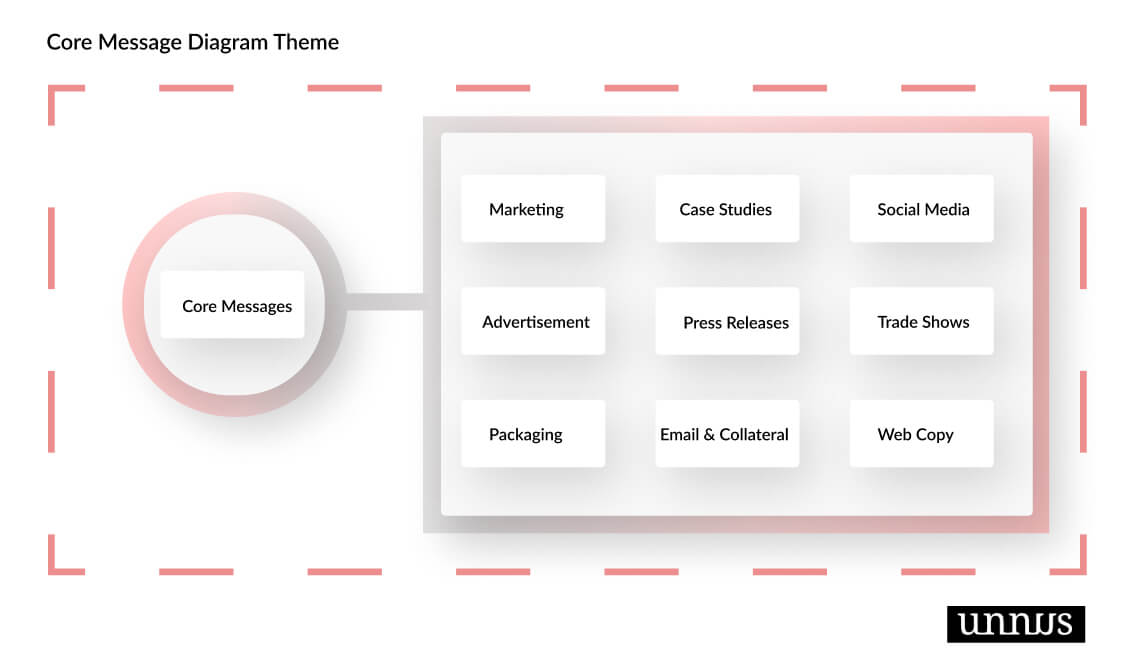 Core Message Diagram Theme
Marketing
Case Studies
Social Media
Core Messages
Advertisement
Press Releases
Trade Shows
Packaging
Email & Collateral
Web Copy
unnus